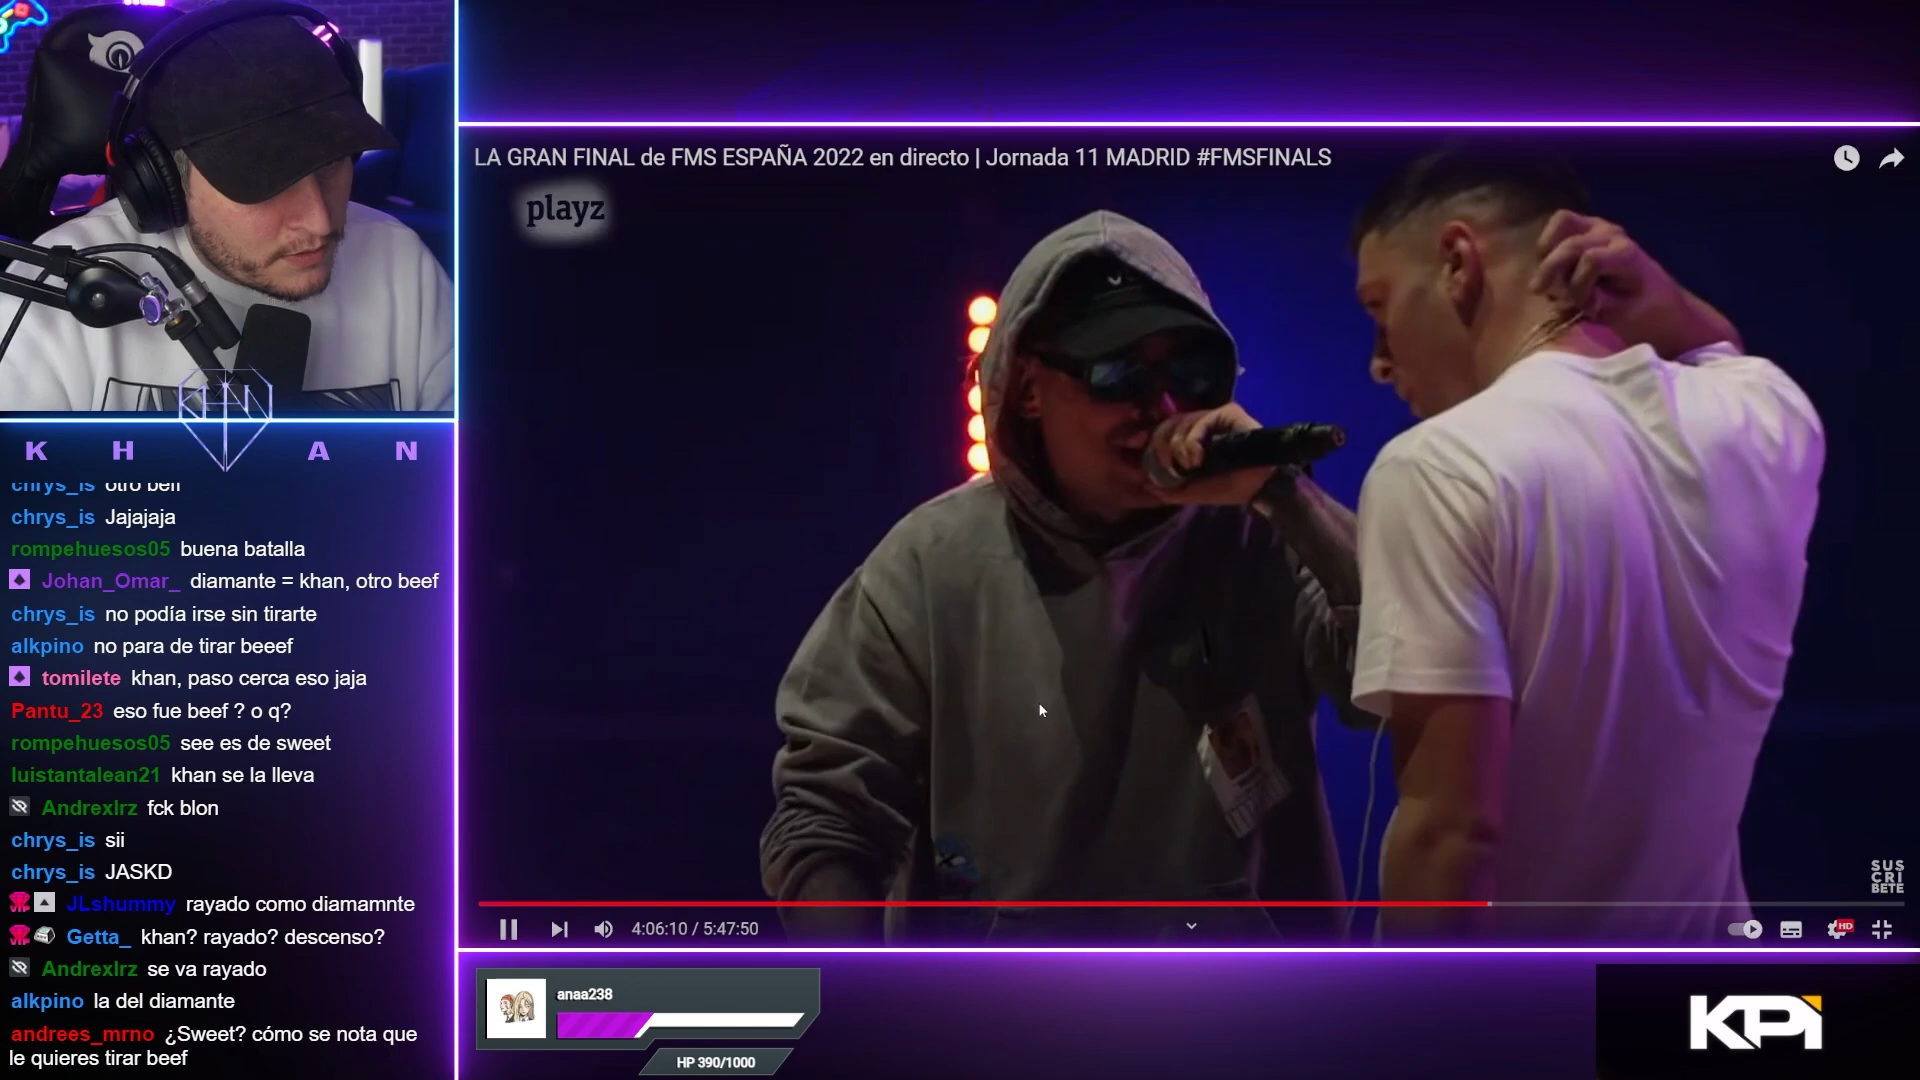 LA GRAN FINAL de FMS ESPAÑA 2022 en directo | Jornada 11 MADRID #FMSFINALS
playz
KHAN
K H A N
chrys_is otro beff
chrys_is Jajajaja
rompehuesos05 buena batalla
Johan_Omar_ diamante = khan, otro beef
chrys_is no podía irse sin tirarte
alkpino no para de tirar beeef
tomilete khan, paso cerca eso jaja
Pantu_23 eso fue beef ? o q?
rompehuesos05 see es de sweet
luistantalean21 khan se la lleva
Andrexlrz fck blon
chrys_is sii
chrys_is JASKD
JLshummy rayado como diamamnte
Getta_ khan? rayado? descenso?
Andrexlrz se va rayado
alkpino la del diamante
andrees_mrno ¿Sweet? cómo se nota que
le quieres tirar beef
SUS
CRI
BETE
4:06:10 / 5:47:50
HD
anaa238
HP 390/1000
KPI